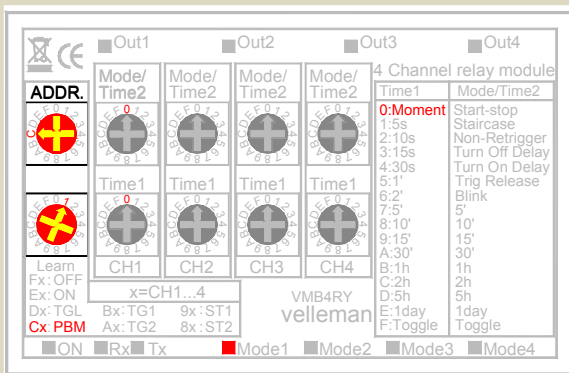 Out1 Out2 Out3 Out4
4 Channel relay module
ADDR.
Mode/ Time2
Mode/ Time2
Mode/ Time2
Mode/ Time2
Time1 Mode/Time2
0:Moment Start-stop
1:5s Staircase
2:10s Non-Retrigger
3:15s Turn Off Delay
4:30s Turn On Delay
5:1' Trig Release
6:2' Blink
7:5' 5'
8:10' 10'
9:15' 15'
A:30' 30'
B:1h 1h
C:2h 2h
D:5h 5h
E:1day 1day
F:Toggle Toggle
Time1 Time1 Time1 Time1
CH1 CH2 CH3 CH4
Learn
Fx:OFF
Ex:ON
Dx:TGL
Cx:PBM
x=CH1...4
Bx:TG1 9x:ST1
Ax:TG2 8x:ST2
VMB4RY
velleman
ON Rx Tx Mode1 Mode2 Mode3 Mode4